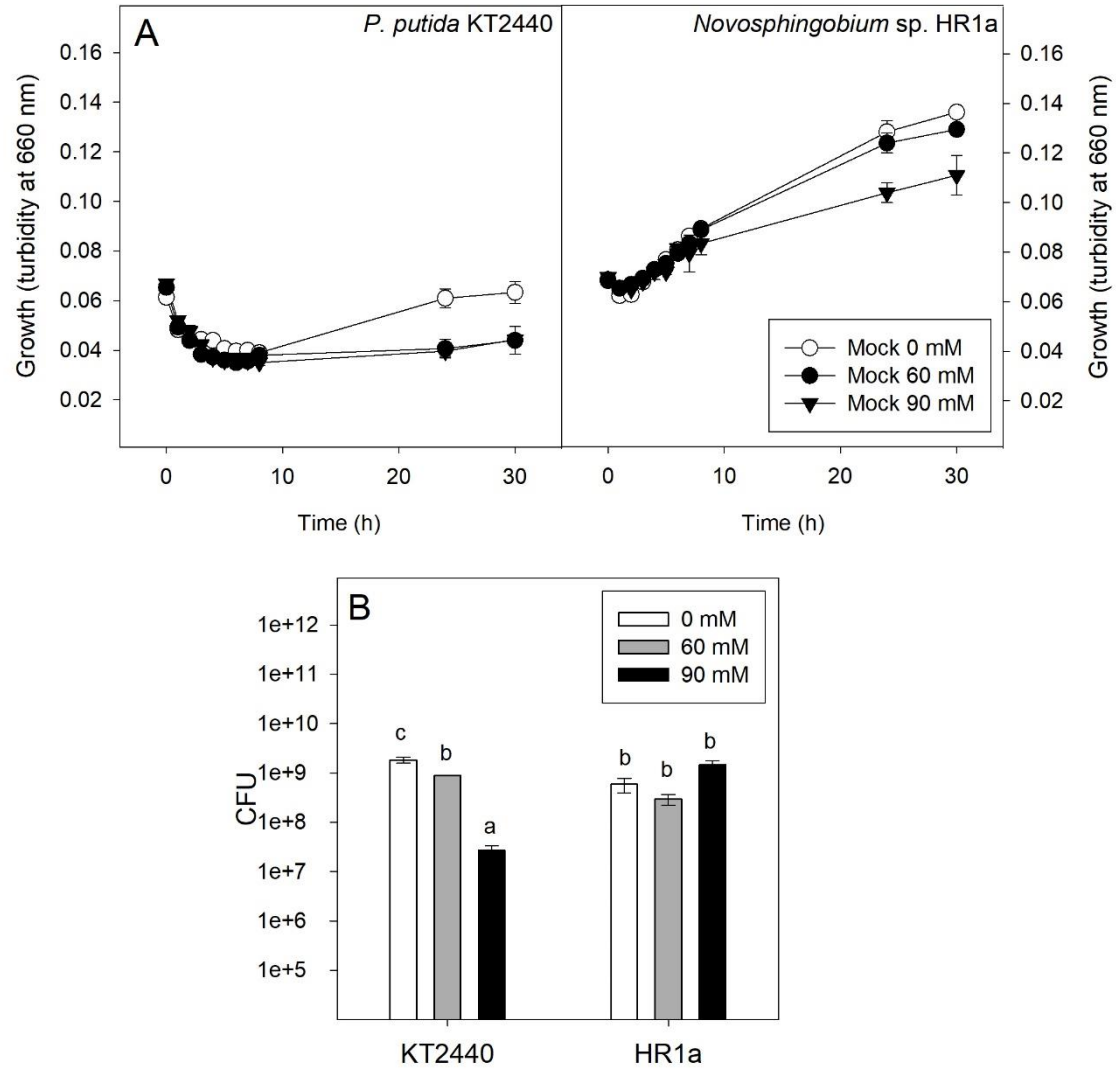 A
P. putida KT2440
Novosphingobium sp. HR1a
Growth (turbidity at 660 nm)
0.16
0.14
0.12
0.10
0.08
0.06
0.04
0.02
0
10
20
30
Time (h)
0
10
20
30
Time (h)
0.16
0.14
0.12
0.10
0.08
0.06
0.04
0.02
Growth (turbidity at 660 nm)
Mock 0 mM
Mock 60 mM
Mock 90 mM
B
CFU
1e+12
1e+11
1e+10
1e+9
1e+8
1e+7
1e+6
1e+5
0 mM
60 mM
90 mM
c
b
a
b
b
b
KT2440
HR1a